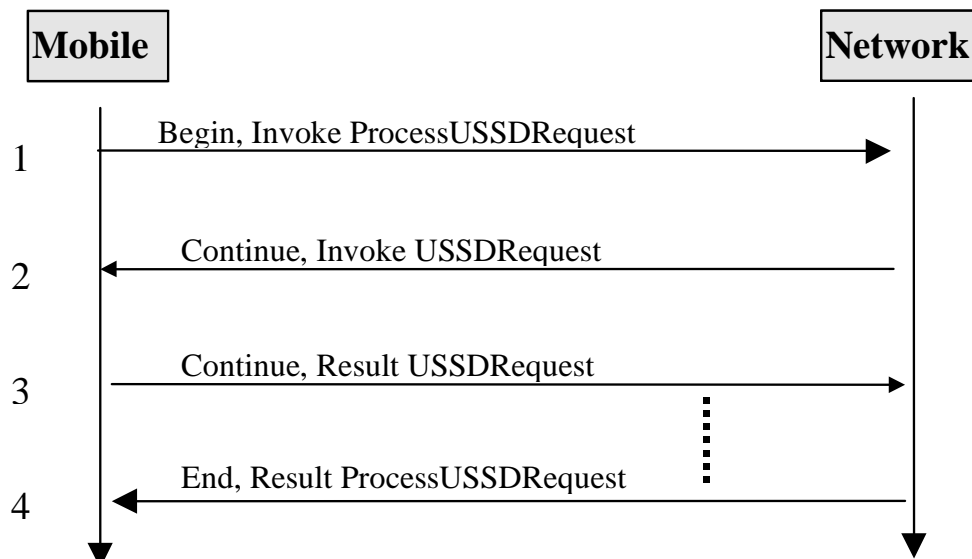 Mobile
Network
Begin, Invoke ProcessUSSDRequest
1
Continue, Invoke USSDRequest
2
Continue, Result USSDRequest
3
End, Result ProcessUSSDRequest
4